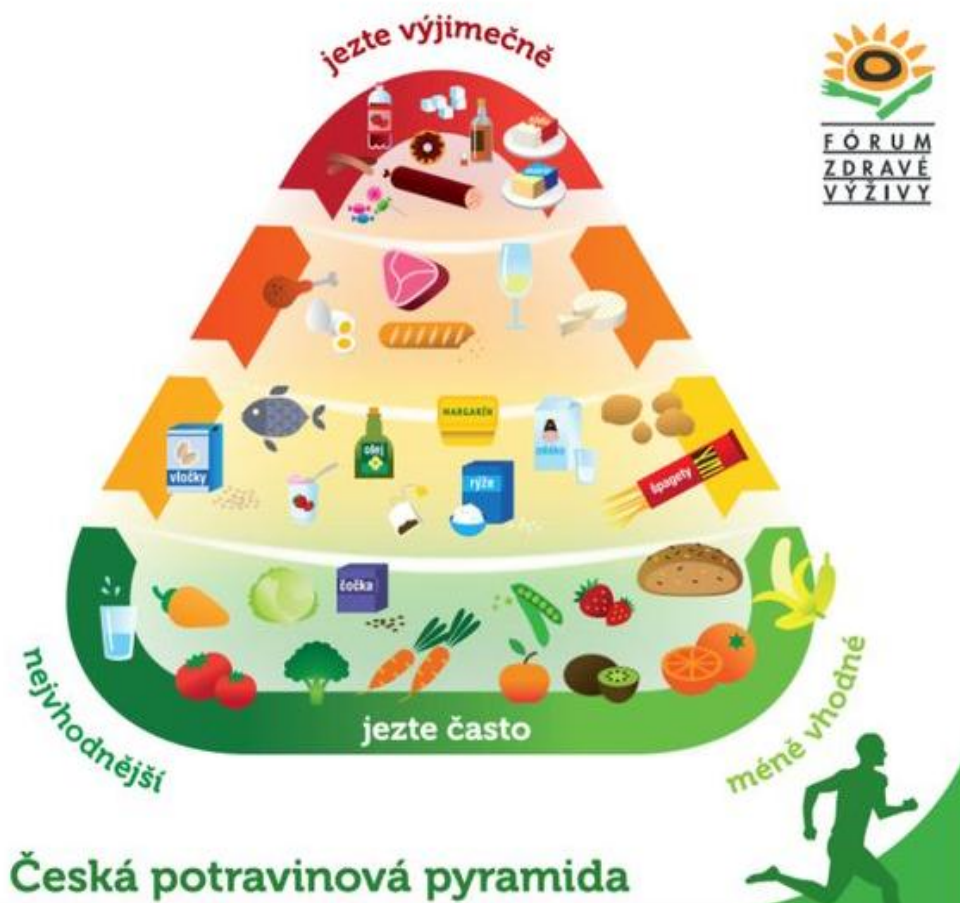 jezte výjimečně
FÓRUM
ZDRAVÉ
VÝŽIVY
MARGARÍN
olej
mléko
vločky
rýže
špagety
čočka
nejvhodnější
jezte často
méně vhodné
Česká potravinová pyramida